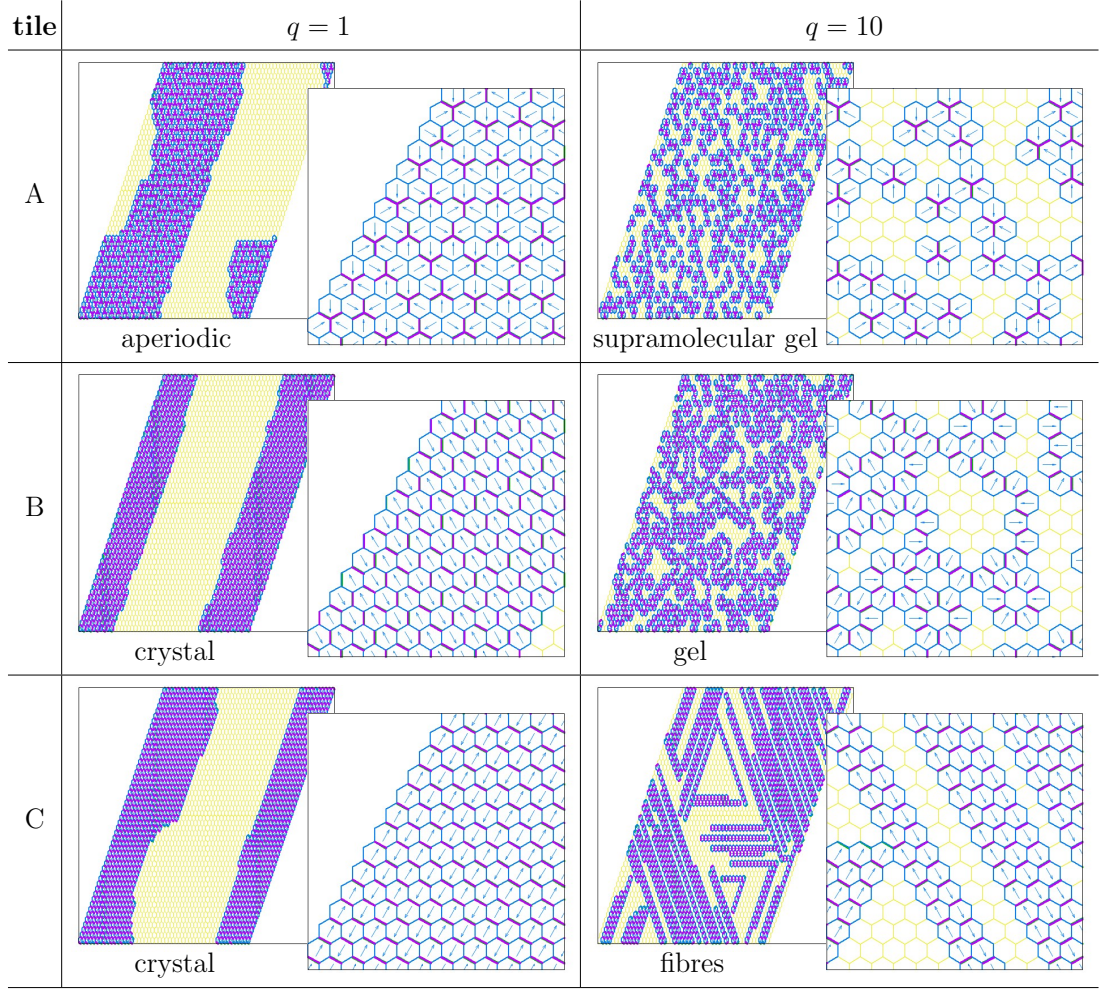 tile q = 1 q = 10
A
aperiodic supramolecular gel
B
crystal gel
C
crystal fibres